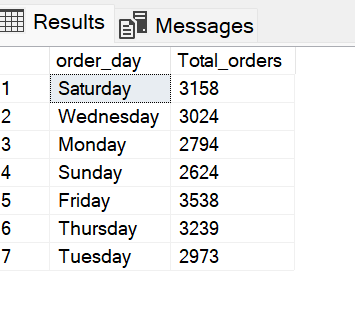 Results Messages
order_day Total_orders
1 Saturday 3158
2 Wednesday 3024
3 Monday 2794
4 Sunday 2624
5 Friday 3538
6 Thursday 3239
7 Tuesday 2973